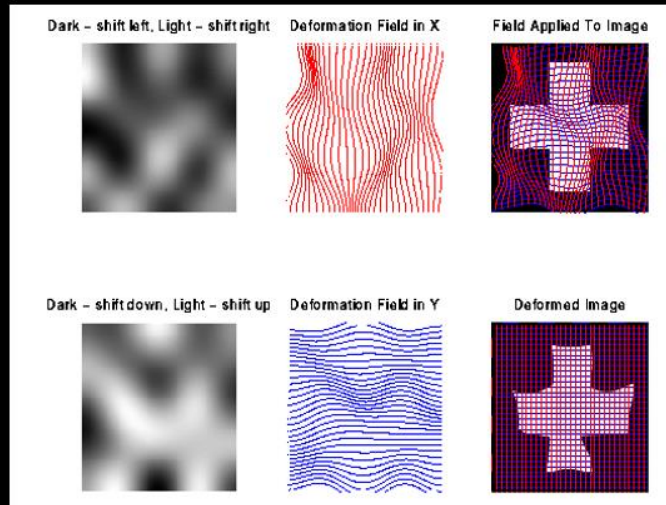 Dark – shift left, Light – shift right
Deformation Field in X
Field Applied To Image
Dark – shift down, Light – shift up
Deformation Field in Y
Deformed Image